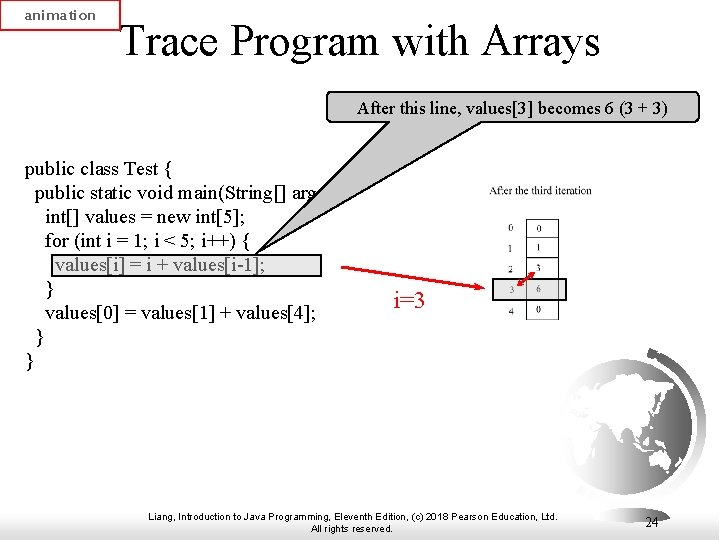 animation
Trace Program with Arrays
After this line, values[3] becomes 6 (3 + 3)
public class Test {
public static void main(String[]
int[] values = new int[5];
for (int i = 1; i < 5; i++) {
values[i] = i + values[i-1];
}
values[0] = values[1] + values[4];
}
}
After the third iteration
0 0
1 1
2 3
3 6
4 0
i=3
Liang, Introduction to Java Programming, Eleventh Edition, (c) 2018 Pearson Education, Ltd.
All rights reserved.
24